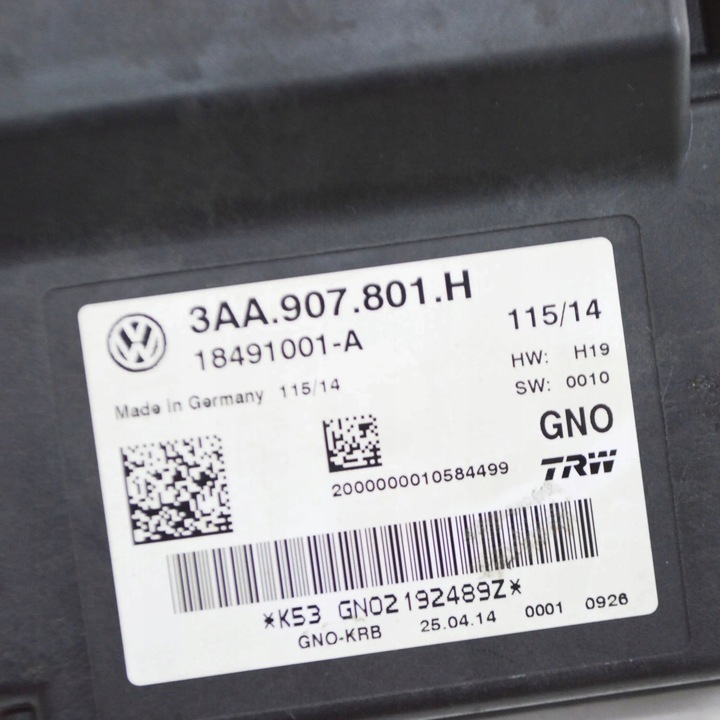 3AA.907.801.H
18491001-A
115/14
HW: H19
SW: 0010
Made in Germany 115/14
GNO
TRW
2000000010584499
*K53 GNO2192489Z*
GNO-KRB 25.04.14 0001 0926